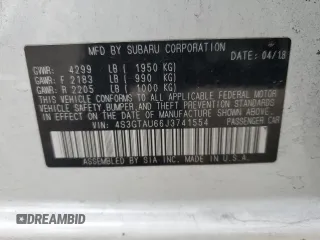 MFD. BY SUBARU CORPORATION 04/18
GVWR: 4299 LB ( 1950 KG)
GAWR: F 2183 LB ( 990 KG)
GAWR: R 2205 LB ( 1000 KG)
THIS VEHICLE CONFORMS TO ALL APPLICABLE FEDERAL MOTOR
VEHICLE SAFETY, BUMPER, AND THEFT PREVENTION STANDARDS
IN EFFECT ON THE DATE OF MANUFACTURE SHOWN ABOVE.
VIN: 4S3GTAU66J3741554 PASSENGER CAR
ASSEMBLED BY SIA-INC. MADE IN U.S.A.